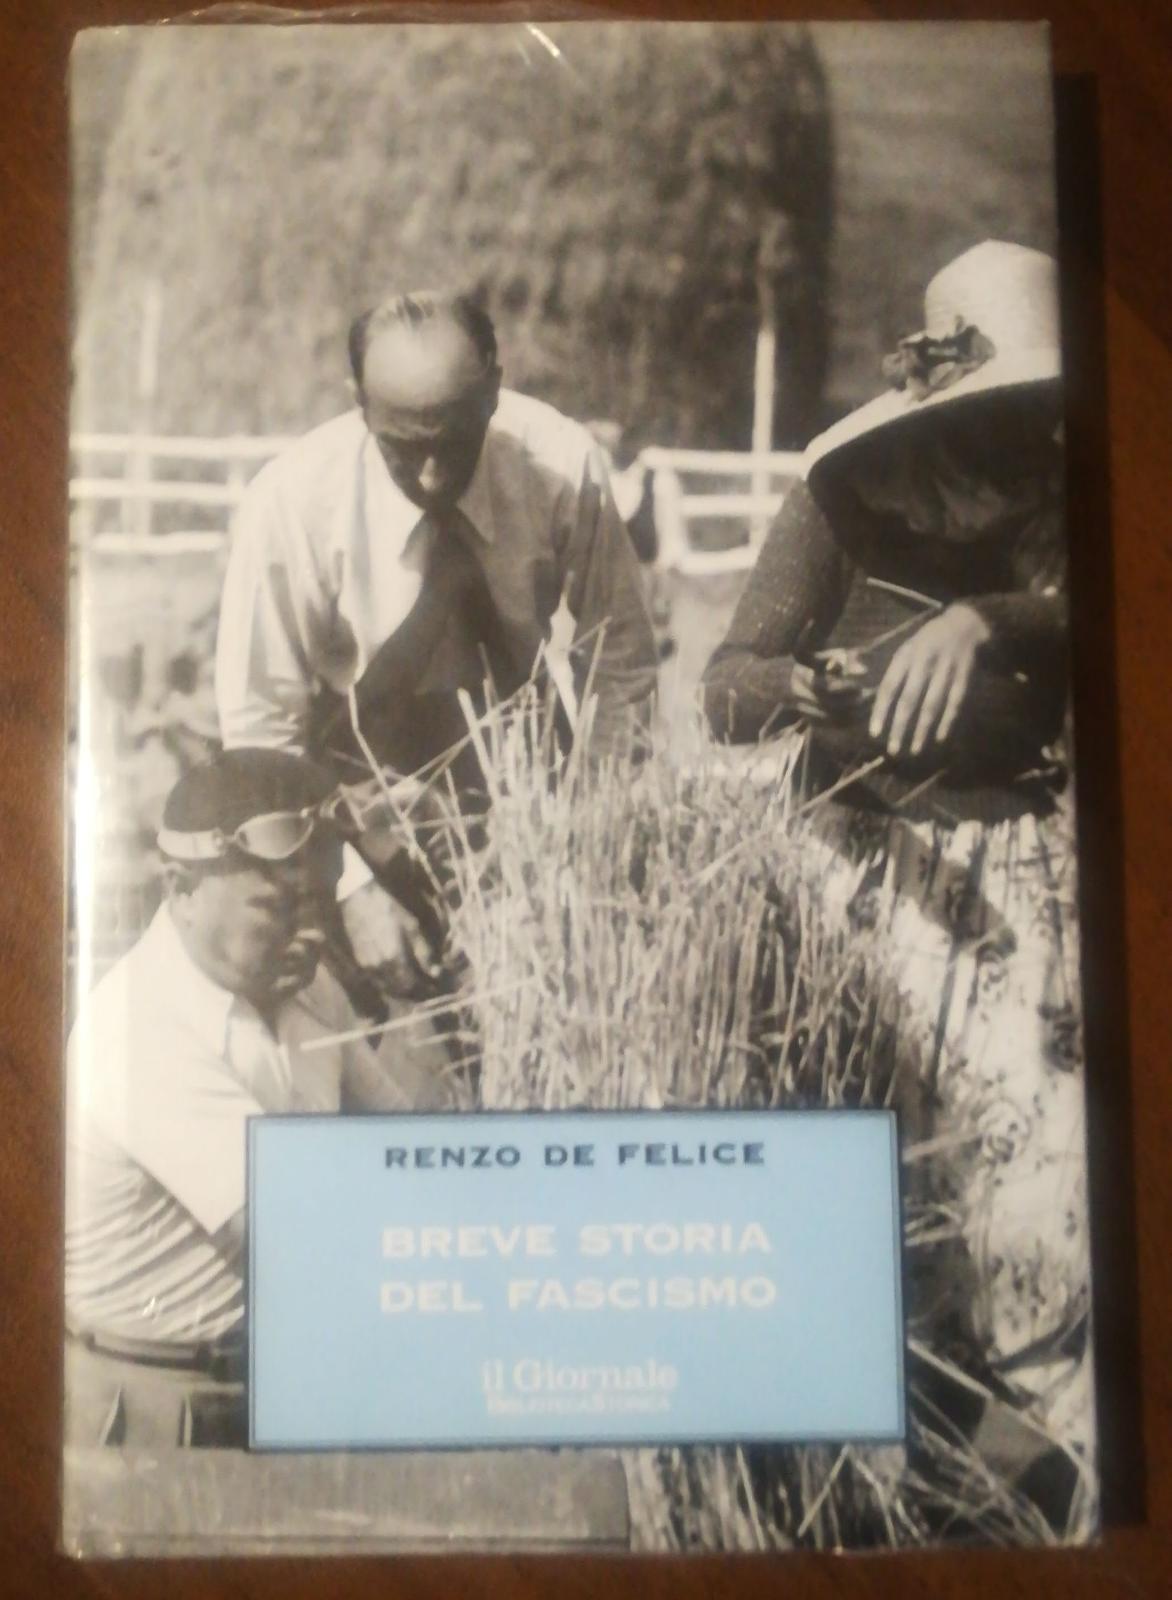 RENZO DE FELICE
BREVE STORIA
DEL FASCISMO
il Giornale
BIBLIOTECA STORICA